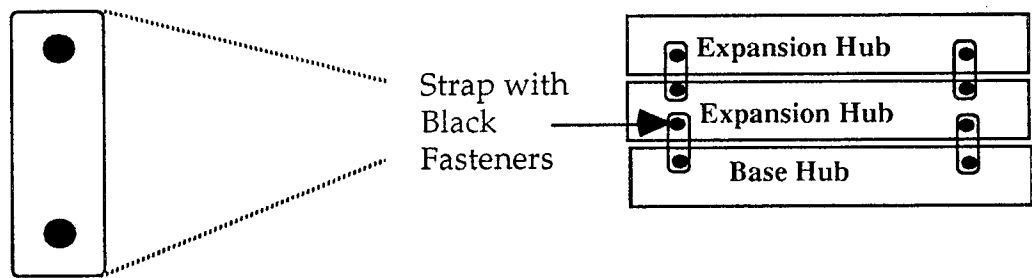 Strap with
Black
Fasteners
Expansion Hub
Expansion Hub
Base Hub